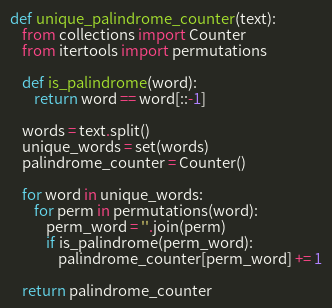 def unique_palindrome_counter(text):
    from collections import Counter
    from itertools import permutations

    def is_palindrome(word):
        return word == word[::-1]

    words = text.split()
    unique_words = set(words)
    palindrome_counter = Counter()

    for word in unique_words:
        for perm in permutations(word):
            perm_word = ''.join(perm)
            if is_palindrome(perm_word):
                palindrome_counter[perm_word] += 1

    return palindrome_counter